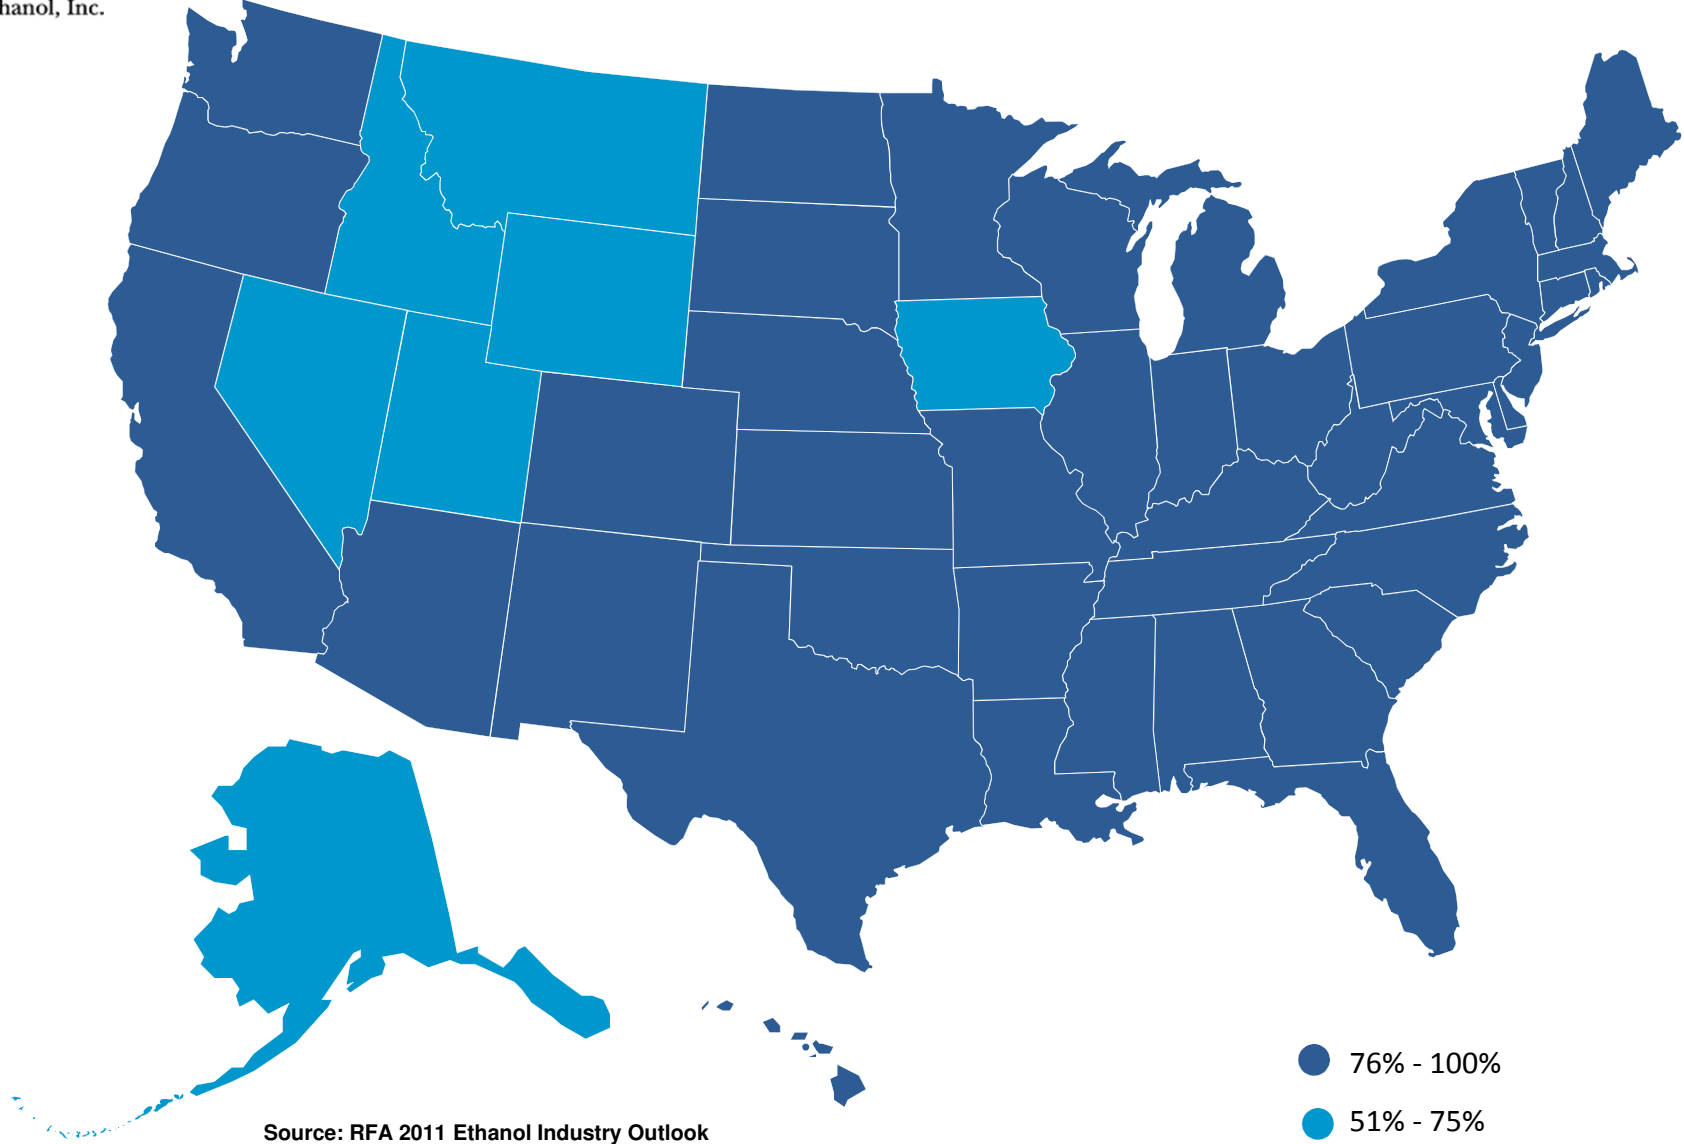 hanol, Inc.
76% - 100%
51% - 75%
Source: RFA 2011 Ethanol Industry Outlook